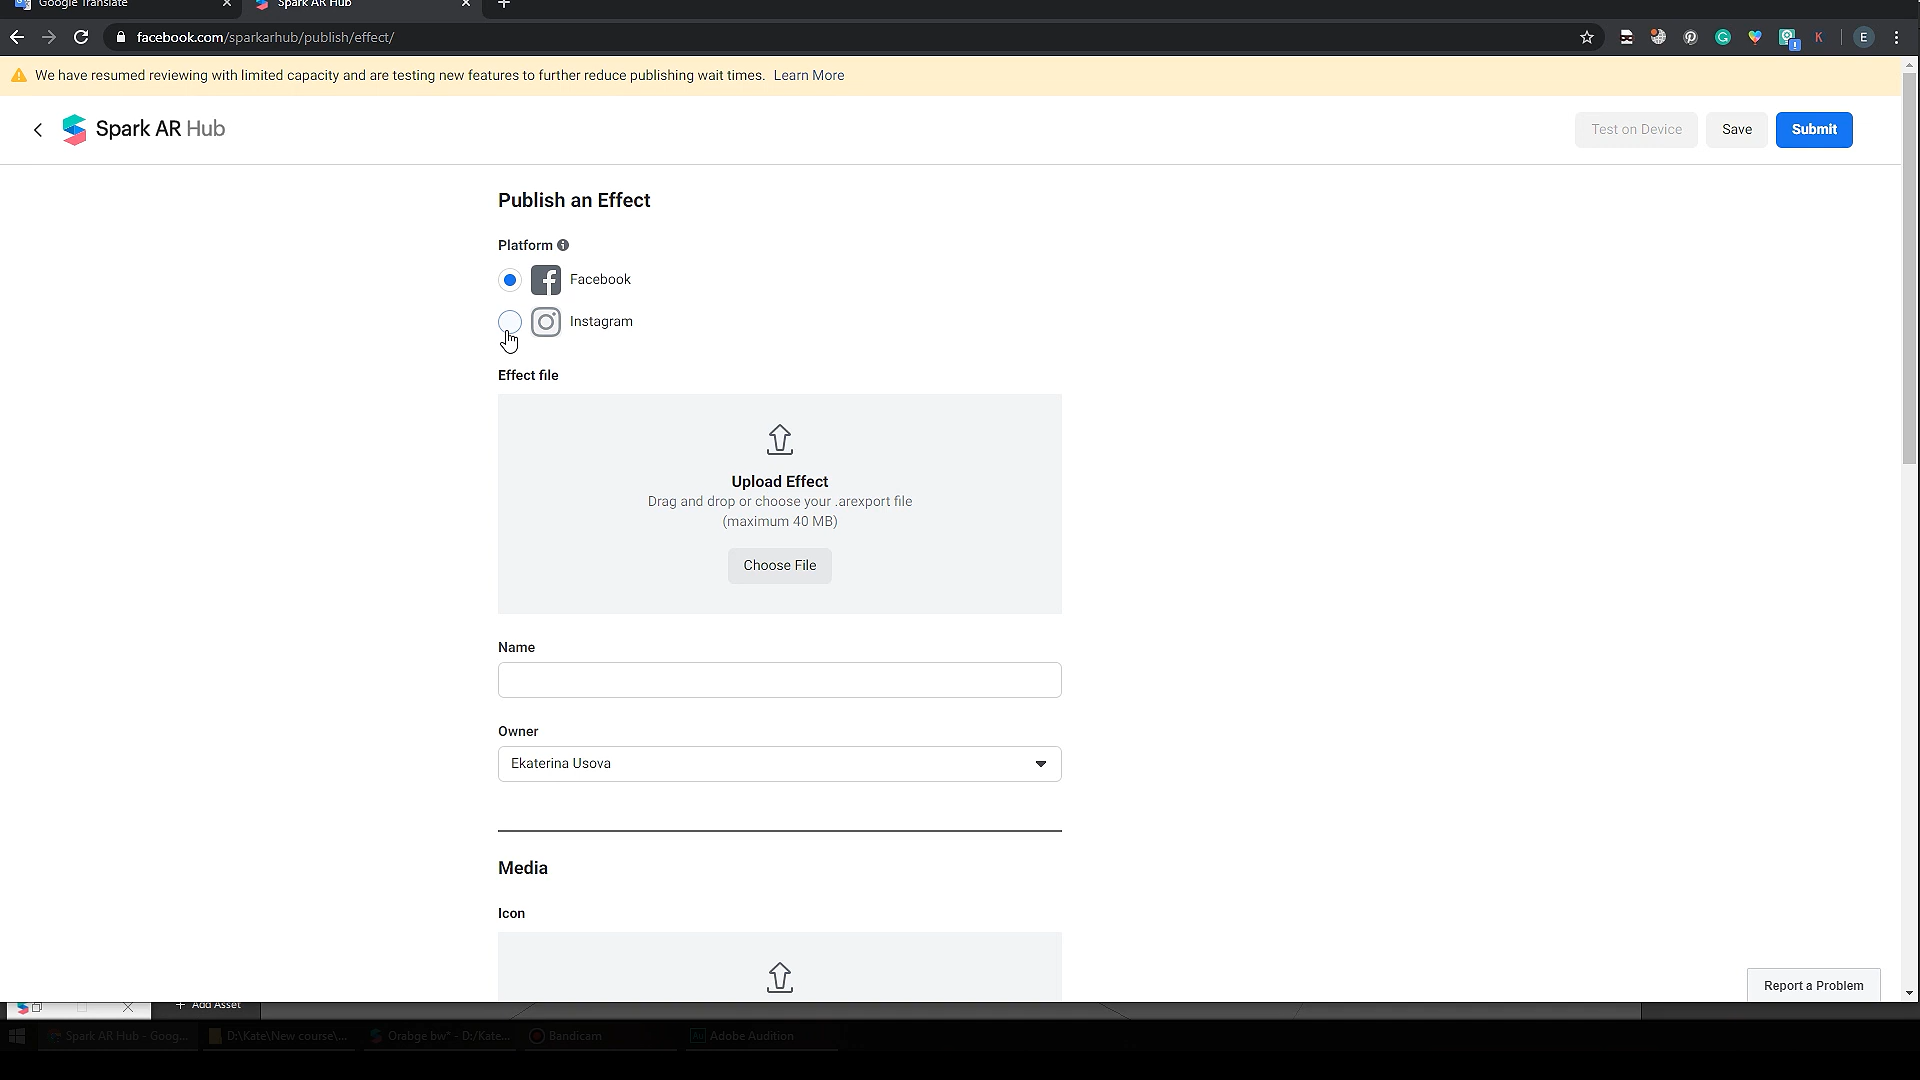 Google Translate
Spark AR Hub
facebook.com/sparkarhub/publish/effect/
K
E
We have resumed reviewing with limited capacity and are testing new features to further reduce publishing wait times. Learn More
Spark AR Hub
Test on Device
Save
Submit
Publish an Effect
Platform
Facebook
Instagram
Effect file
Upload Effect
Drag and drop or choose your .arexport file
(maximum 40 MB)
Choose File
Name
Owner
Ekaterina Usova
Media
Icon
Report a Problem
+ Add Asset
Spark AR Hub - Goog...
D:\Kate\New course\...
Orabge bw* - D:/Kate...
Bandicam
Au Adobe Audition